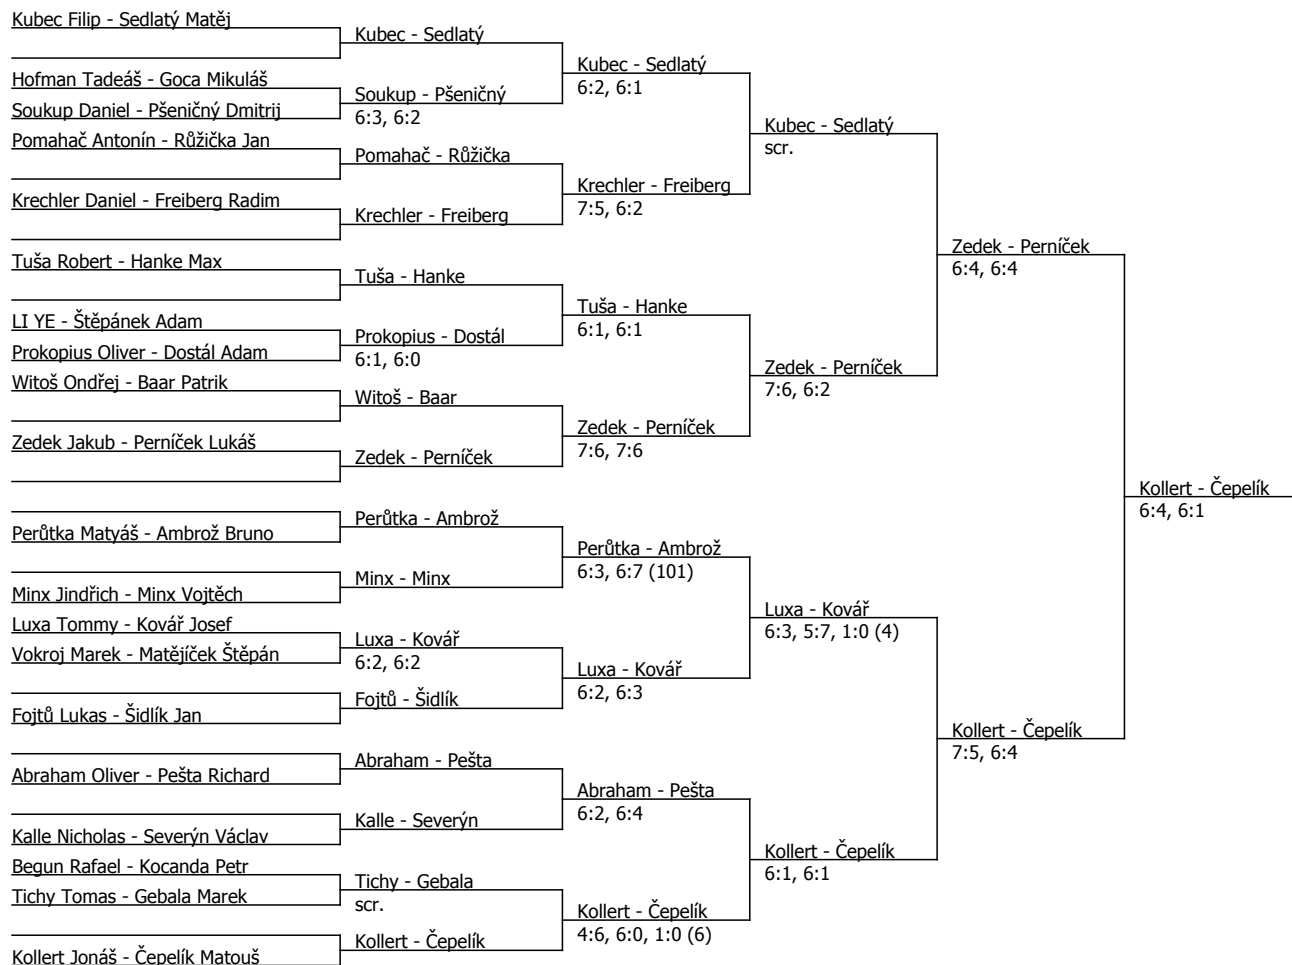 Kubec Filip - Sedlatý Matěj
Hofman Tadeáš - Goca Mikuláš
Soukup Daniel - Pšeničný Dmitrij
Pomahač Antonín - Růžička Jan
Krechler Daniel - Freiberg Radim
Tuša Robert - Hanke Max
LI YE - Štěpánek Adam
Prokopius Oliver - Dostál Adam
Witoš Ondřej - Baar Patrik
Zedek Jakub - Perníček Lukáš
Perůtka Matyáš - Ambrož Bruno
Minx Jindřich - Minx Vojtěch
Luxa Tommy - Kovář Josef
Vokroj Marek - Matějíček Štěpán
Fojtů Lukas - Šidlík Jan
Abraham Oliver - Pešta Richard
Kalle Nicholas - Severýn Václav
Begun Rafael - Kocanda Petr
Tichy Tomas - Gebala Marek
Kollert Jonáš - Čepelík Matouš
Kubec - Sedlatý
Soukup - Pšeničný
6:3, 6:2
Pomahač - Růžička
Krechler - Freiberg
Tuša - Hanke
Prokopius - Dostál
6:1, 6:0
Witoš - Baar
Zedek - Perníček
Perůtka - Ambrož
Minx - Minx
Luxa - Kovář
6:2, 6:2
Fojtů - Šidlík
Abraham - Pešta
Kalle - Severýn
Tichy - Gebala
scr.
Kollert - Čepelík
Kubec - Sedlatý
6:2, 6:1
Krechler - Freiberg
7:5, 6:2
Tuša - Hanke
6:1, 6:1
Zedek - Perníček
7:6, 7:6
Perůtka - Ambrož
6:3, 6:7 (101)
Luxa - Kovář
6:2, 6:3
Abraham - Pešta
6:2, 6:4
Kollert - Čepelík
4:6, 6:0, 1:0 (6)
Kubec - Sedlatý
scr.
Zedek - Perníček
7:6, 6:2
Luxa - Kovář
6:3, 5:7, 1:0 (4)
Kollert - Čepelík
6:1, 6:1
Zedek - Perníček
6:4, 6:4
Kollert - Čepelík
7:5, 6:4
Kollert - Čepelík
6:4, 6:1